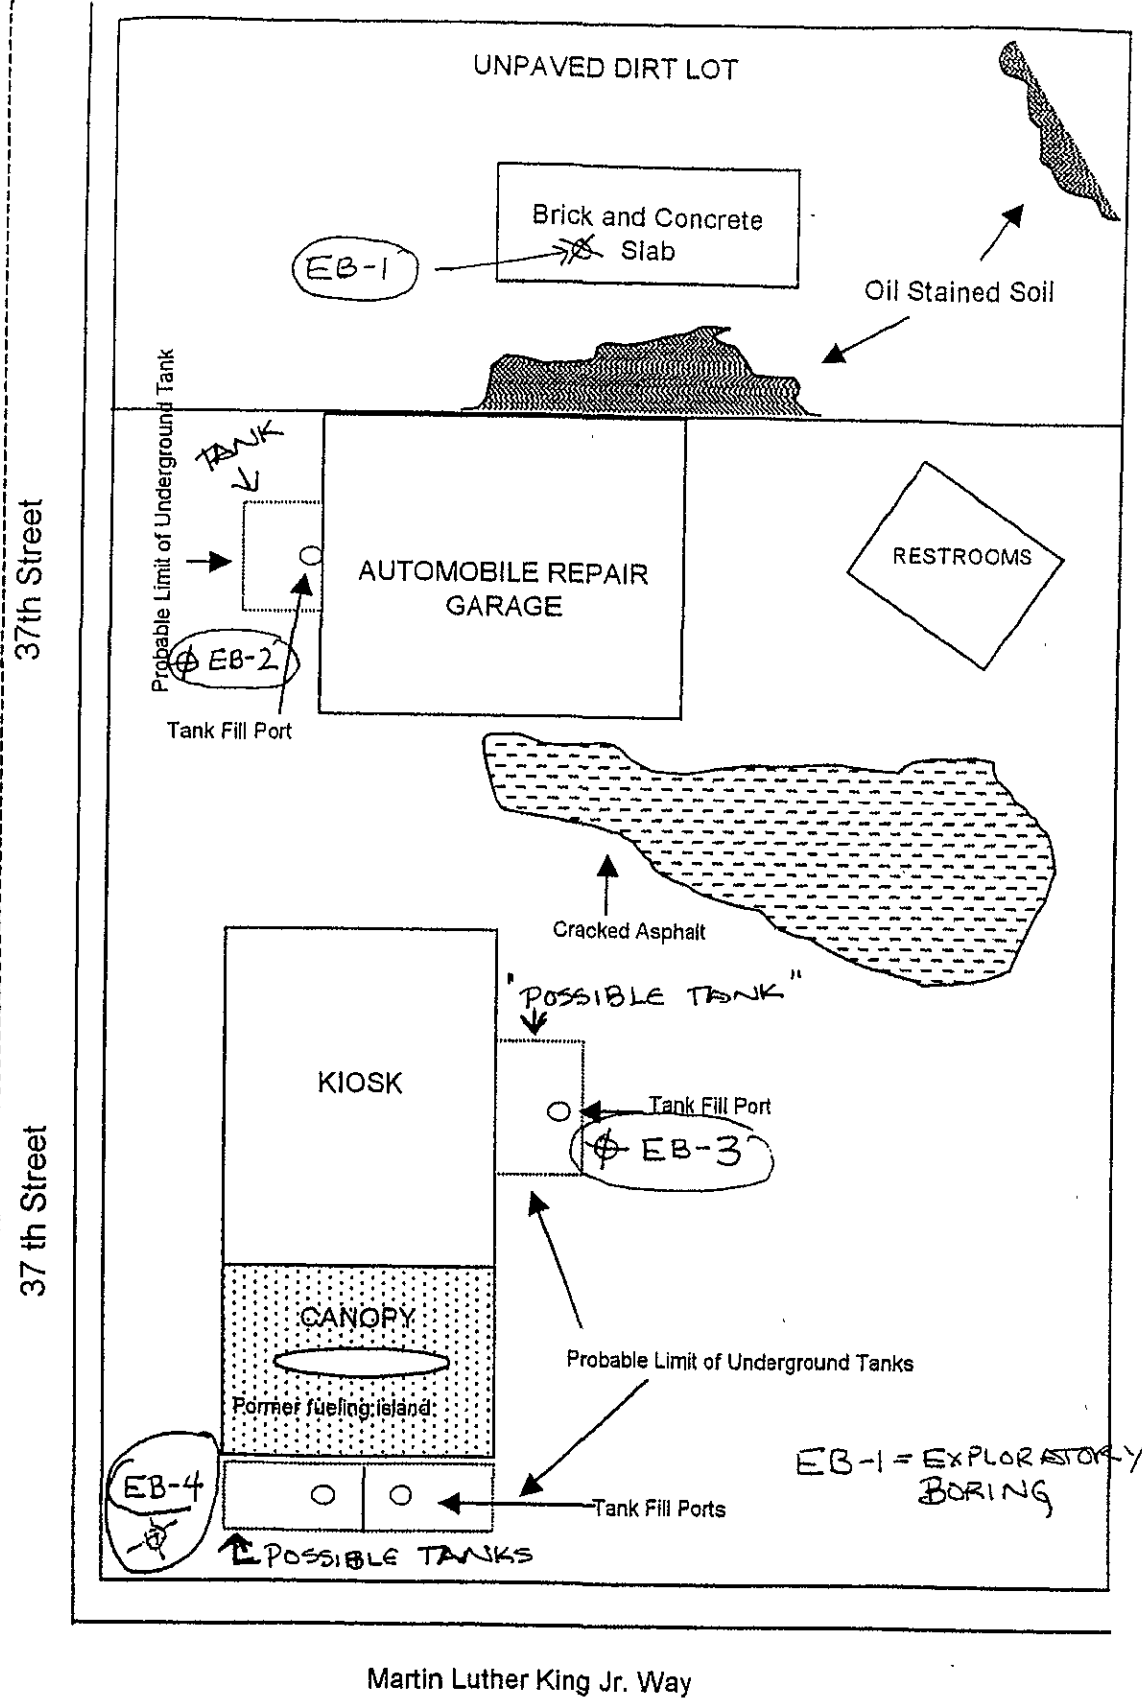 UNPAVED DIRT LOT
Brick and Concrete
Slab
EB-1
Oil Stained Soil
Probable Limit of Underground Tank
TANK
37th Street
AUTOMOBILE REPAIR
GARAGE
RESTROOMS
EB-2
Tank Fill Port
Cracked Asphalt
"POSSIBLE TANK"
KIOSK
Tank Fill Port
EB-3
37 th Street
CANOPY
Probable Limit of Underground Tanks
Former fueling island
EB-1 = EXPLORATORY
BORING
EB-4
Tank Fill Ports
POSSIBLE TANKS
Martin Luther King Jr. Way